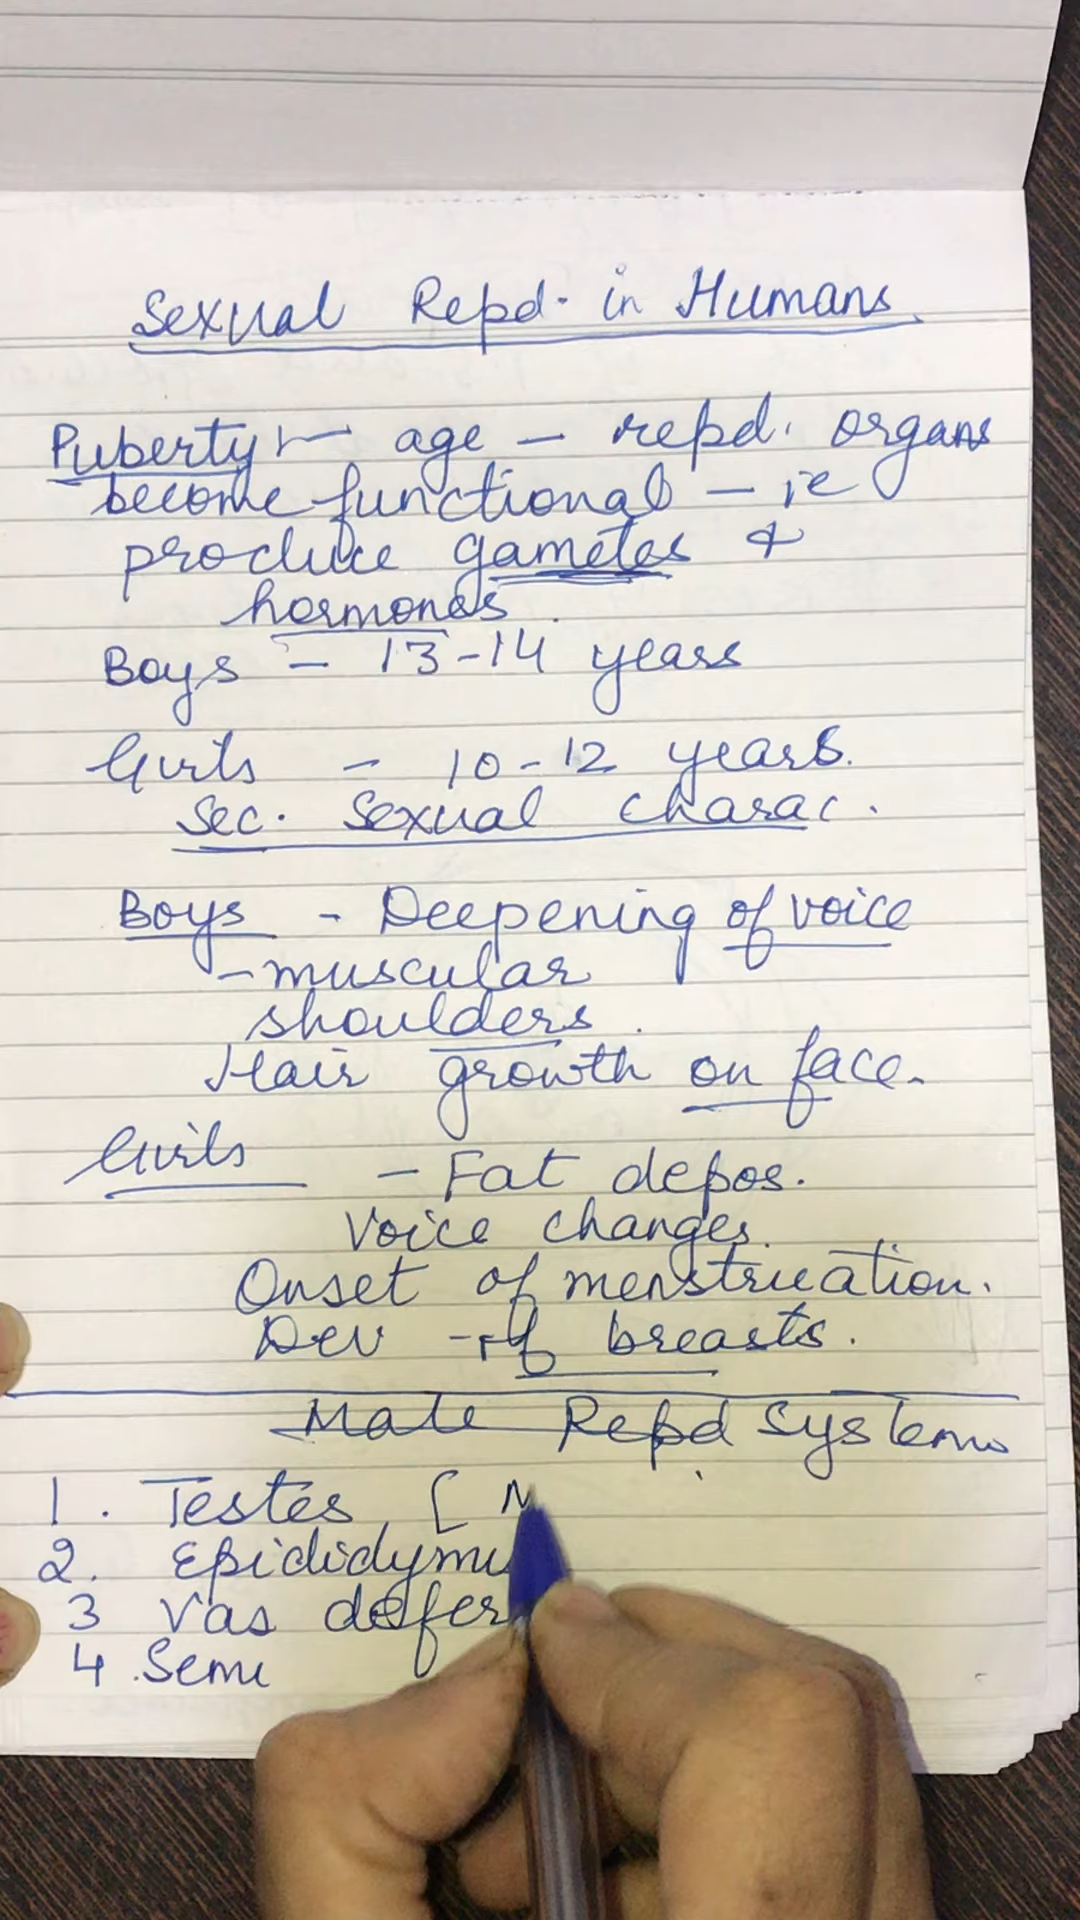 Sexual Repd. in Humans
Puberty :- age - repd. organs
become functional - ie
produce gametes &
hormones.
Boys - 13-14 years
Girls - 10-12 years.
Sec. Sexual charac.
Boys - Deepening of voice
- muscular
shoulders.
Hair growth on face.
Girls - Fat depos.
Voice changes.
Onset of menstruation.
Dev - of breasts.
Male Repd System
1. Testes [
2. Epididymi
3 Vas defer
4. Semi